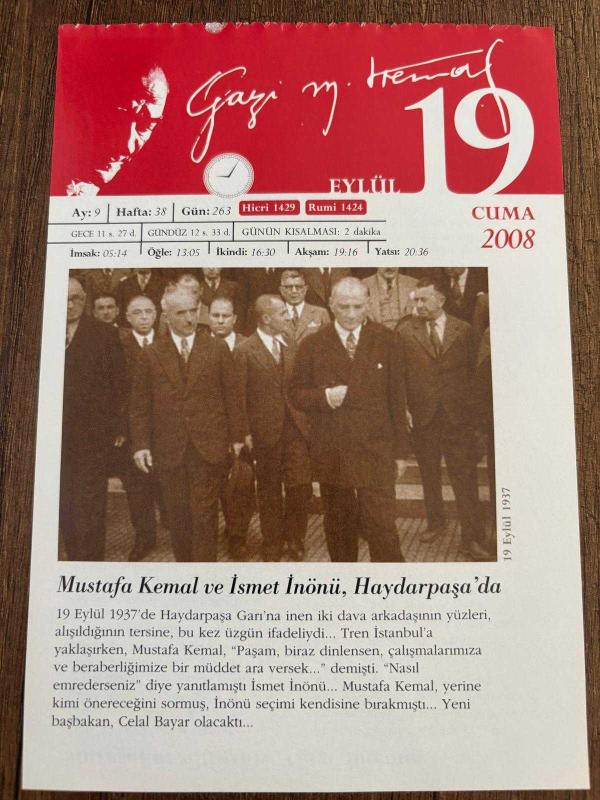 Gazi M. Kemal
EYLÜL 19
CUMA
2008
Ay: 9 Hafta: 38 Gün: 263 Hicri 1429 Rumi 1424
GECE 11 s. 27 d. GÜNDÜZ 12 s. 33 d. GÜNÜN KISALMASI: 2 dakika
İmsak: 05:14 Öğle: 13:05 İkindi: 16:30 Akşam: 19:16 Yatsı: 20:36
19 Eylül 1937
Mustafa Kemal ve İsmet İnönü, Haydarpaşa'da
19 Eylül 1937'de Haydarpaşa Garı'na inen iki dava arkadaşının yüzleri,
alışıldığının tersine, bu kez üzgün ifadeliydi... Tren İstanbul'a
yaklaşırken, Mustafa Kemal, “Paşam, biraz dinlensen, çalışmalarımıza
ve beraberliğimize bir müddet ara versek...” demişti. “Nasıl
emrederseniz” diye yanıtlamıştı İsmet İnönü... Mustafa Kemal, yerine
kimi önereceğini sormuş, İnönü seçimi kendisine bırakmıştı... Yeni
başbakan, Celal Bayar olacaktı...